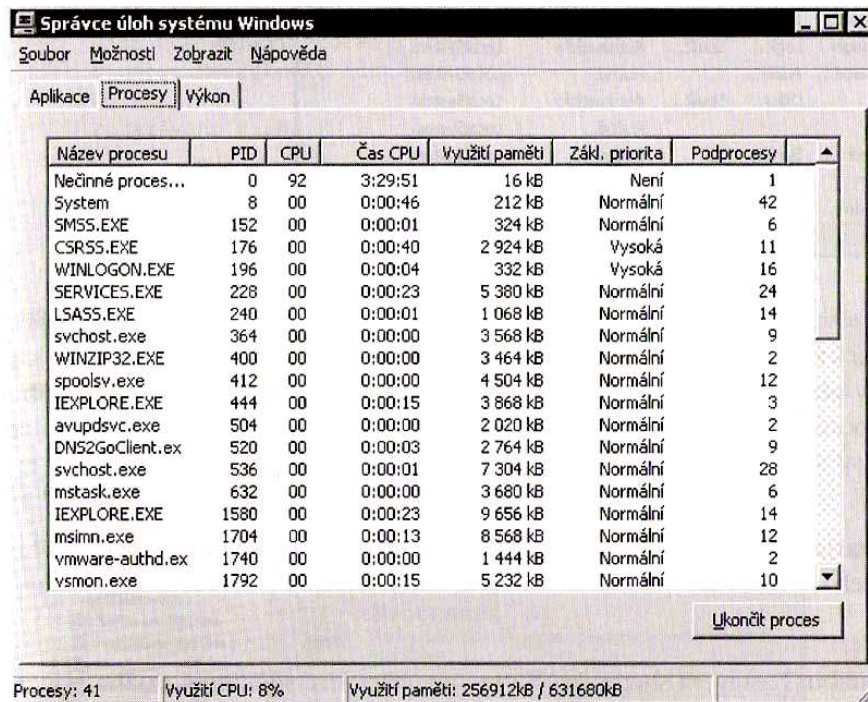 Správce úloh systému Windows
Soubor Možnosti Zobrazit Nápověda
Aplikace Procesy Výkon
Název procesu PID CPU Čas CPU Využití paměti Zákl. priorita Podprocesy
Nečinné proces... 0 92 3:29:51 16 kB Není 1
System 8 00 0:00:46 212 kB Normální 42
SMSS.EXE 152 00 0:00:01 324 kB Normální 6
CSRSS.EXE 176 00 0:00:40 2 924 kB Vysoká 11
WINLOGON.EXE 196 00 0:00:04 332 kB Vysoká 16
SERVICES.EXE 228 00 0:00:23 5 380 kB Normální 24
LSASS.EXE 240 00 0:00:01 1 068 kB Normální 14
svchost.exe 364 00 0:00:00 3 568 kB Normální 9
WINZIP32.EXE 400 00 0:00:00 3 464 kB Normální 2
spoolsv.exe 412 00 0:00:00 4 504 kB Normální 12
IEXPLORE.EXE 444 00 0:00:15 3 868 kB Normální 3
avupdsvc.exe 504 00 0:00:00 2 020 kB Normální 2
DNS2GoClient.ex 520 00 0:00:03 2 764 kB Normální 9
svchost.exe 536 00 0:00:01 7 304 kB Normální 28
mstask.exe 632 00 0:00:00 3 680 kB Normální 6
IEXPLORE.EXE 1580 00 0:00:23 9 656 kB Normální 14
msimn.exe 1704 00 0:00:13 8 568 kB Normální 12
vmware-authd.ex 1740 00 0:00:00 1 444 kB Normální 2
vsmon.exe 1792 00 0:00:15 5 232 kB Normální 10
Ukončit proces
Procesy: 41 Využití CPU: 8% Využití paměti: 256912kB / 631680kB